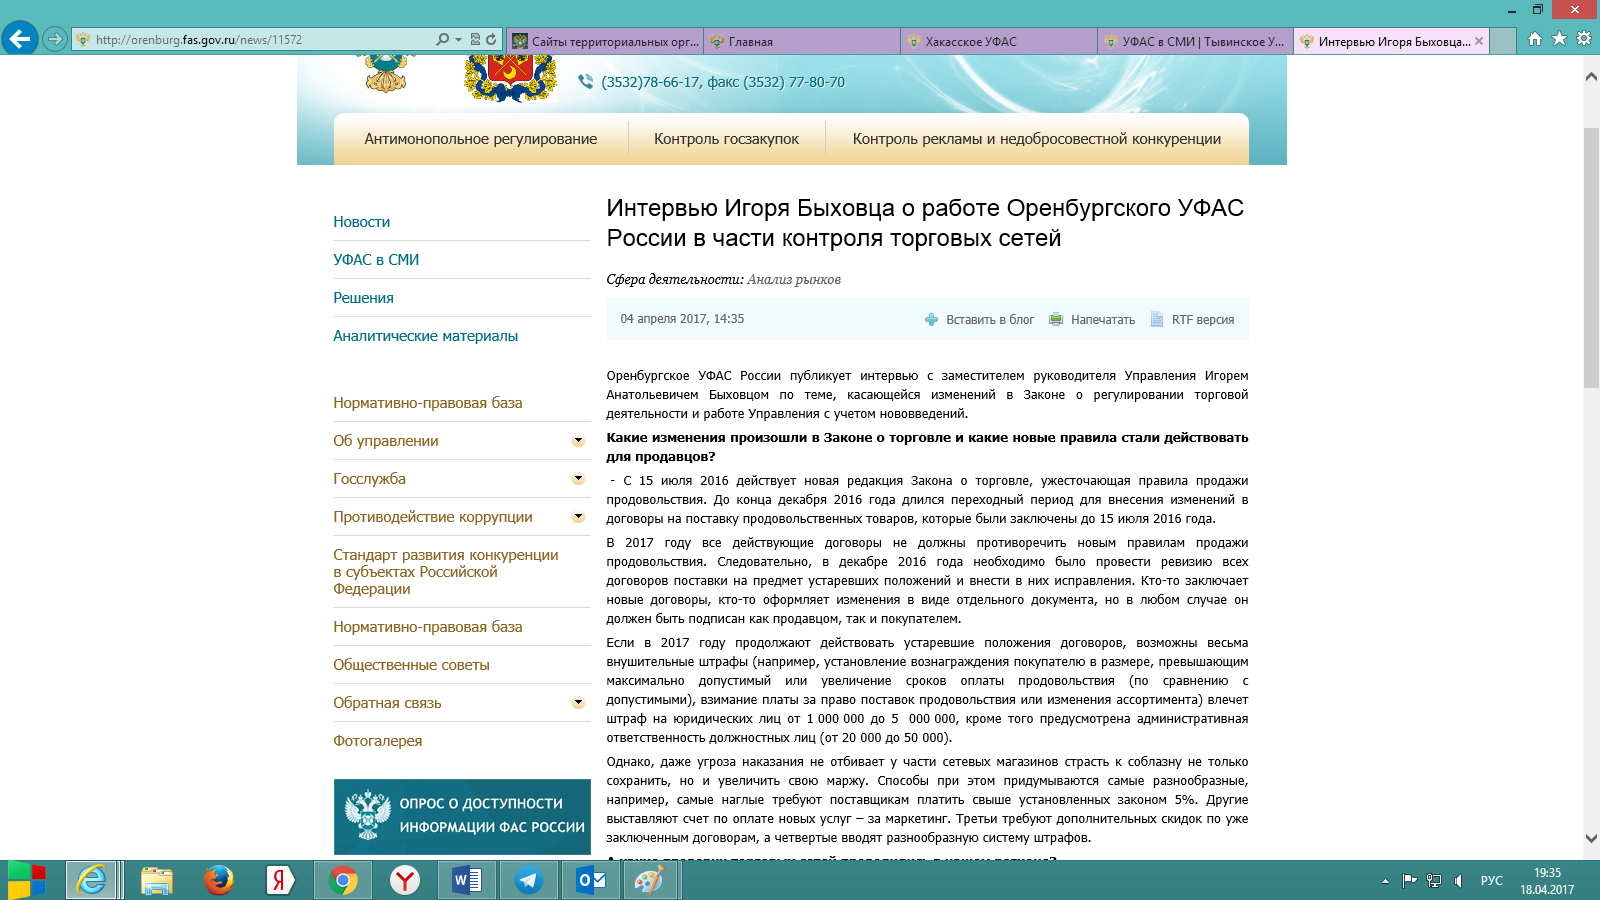 http://orenburg.fas.gov.ru/news/11572
Сайты территориальных орг...
Главная
Хакасское УФАС
УФАС в СМИ | Тывинское У...
Интервью Игоря Быховца...
(3532)78-66-17, факс (3532) 77-80-70
Антимонопольное регулирование
Контроль госзакупок
Контроль рекламы и недобросовестной конкуренции
Новости
УФАС в СМИ
Решения
Аналитические материалы
Нормативно-правовая база
Об управлении
Госслужба
Противодействие коррупции
Стандарт развития конкуренции
в субъектах Российской
Федерации
Нормативно-правовая база
Общественные советы
Обратная связь
Фотогалерея
ОПРОС О ДОСТУПНОСТИ
ИНФОРМАЦИИ ФАС РОССИИ
Интервью Игоря Быховца о работе Оренбургского УФАС
России в части контроля торговых сетей
Сфера деятельности: Анализ рынков
04 апреля 2017, 14:35
Вставить в блог
Напечатать
RTF версия
Оренбургское УФАС России публикует интервью с заместителем руководителя Управления Игорем
Анатольевичем Быховцом по теме, касающейся изменений в Законе о регулировании торговой
деятельности и работе Управления с учетом нововведений.
Какие изменения произошли в Законе о торговле и какие новые правила стали действовать
для продавцов?
- С 15 июля 2016 действует новая редакция Закона о торговле, ужесточающая правила продажи
продовольствия. До конца декабря 2016 года длился переходный период для внесения изменений в
договоры на поставку продовольственных товаров, которые были заключены до 15 июля 2016 года.
В 2017 году все действующие договоры не должны противоречить новым правилам продажи
продовольствия. Следовательно, в декабре 2016 года необходимо было провести ревизию всех
договоров поставки на предмет устаревших положений и внести в них исправления. Кто-то заключает
новые договоры, кто-то оформляет изменения в виде отдельного документа, но в любом случае он
должен быть подписан как продавцом, так и покупателем.
Если в 2017 году продолжают действовать устаревшие положения договоров, возможны весьма
внушительные штрафы (например, установление вознаграждения покупателю в размере, превышающим
максимально допустимый или увеличение сроков оплаты продовольствия (по сравнению с
допустимыми), взимание платы за право поставок продовольствия или изменения ассортимента) влечет
штраф на юридических лиц от 1 000 000 до 5 000 000, кроме того предусмотрена административная
ответственность должностных лиц (от 20 000 до 50 000).
Однако, даже угроза наказания не отбивает у части сетевых магазинов страсть к соблазну не только
сохранить, но и увеличить свою маржу. Способы при этом придумываются самые разнообразные,
например, самые наглые требуют поставщикам платить свыше установленных законом 5%. Другие
выставляют счет по оплате новых услуг – за маркетинг. Третьи требуют дополнительных скидок по уже
заключенным договорам, а четвертые вводят разнообразную систему штрафов.
РУС
19:35
18.04.2017